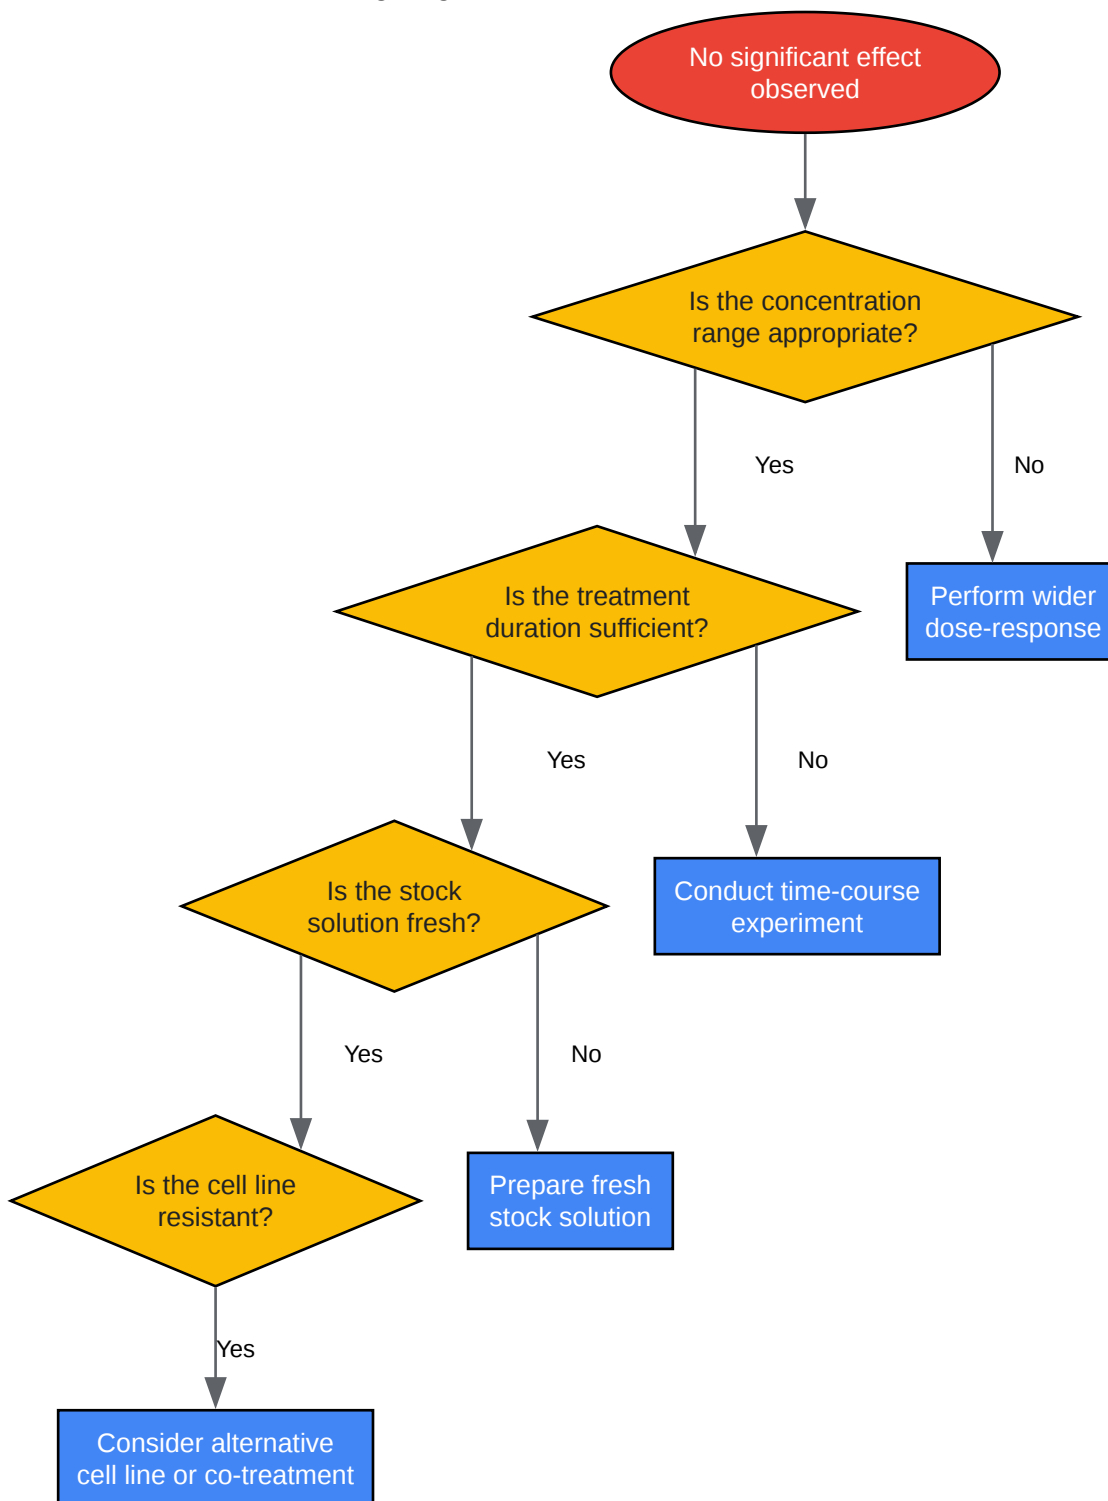 No significant effect
observed
Is the concentration
range appropriate?
Yes
No
Is the treatment
duration sufficient?
Perform wider
dose-response
Yes
No
Is the stock
solution fresh?
Conduct time-course
experiment
Yes
No
Is the cell line
resistant?
Prepare fresh
stock solution
Yes
Consider alternative
cell line or co-treatment